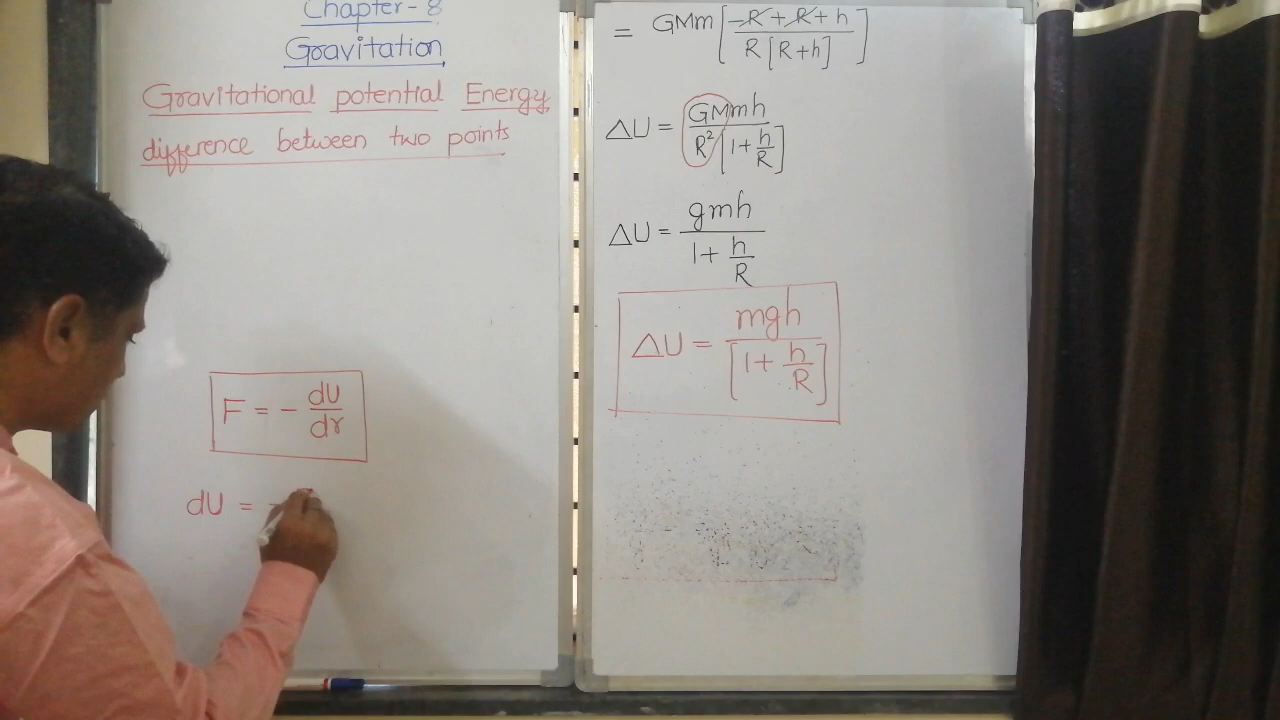 Chapter - 8
Gravitation
Gravitational potential Energy
difference between two points
F = - dU/dr
dU = -
= GMm [ -R + R + h / R [R+h] ]
ΔU = GMmh / R² [1 + h/R]
ΔU = gmh / 1 + h/R
ΔU = mgh / [1 + h/R]